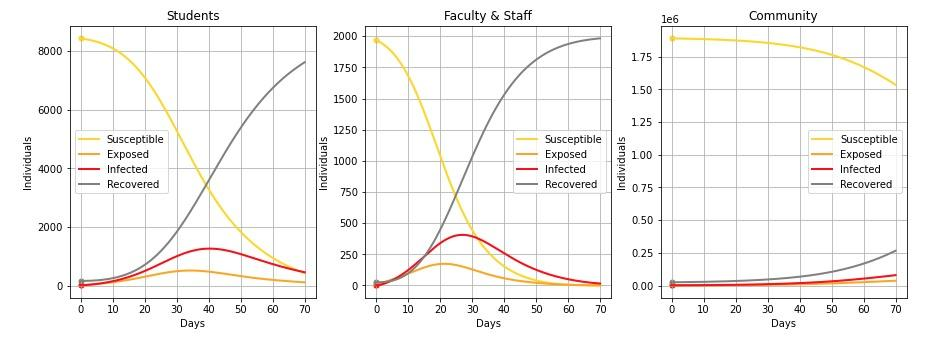 Students
Individuals
8000
6000
4000
2000
0
Susceptible
Exposed
Infected
Recovered
0 10 20 30 40 50 60 70
Days
Faculty & Staff
Individuals
2000
1750
1500
1250
1000
750
500
250
0
Susceptible
Exposed
Infected
Recovered
0 10 20 30 40 50 60 70
Days
Community
1e6
Individuals
1.75
1.50
1.25
1.00
0.75
0.50
0.25
0.00
Susceptible
Exposed
Infected
Recovered
0 10 20 30 40 50 60 70
Days